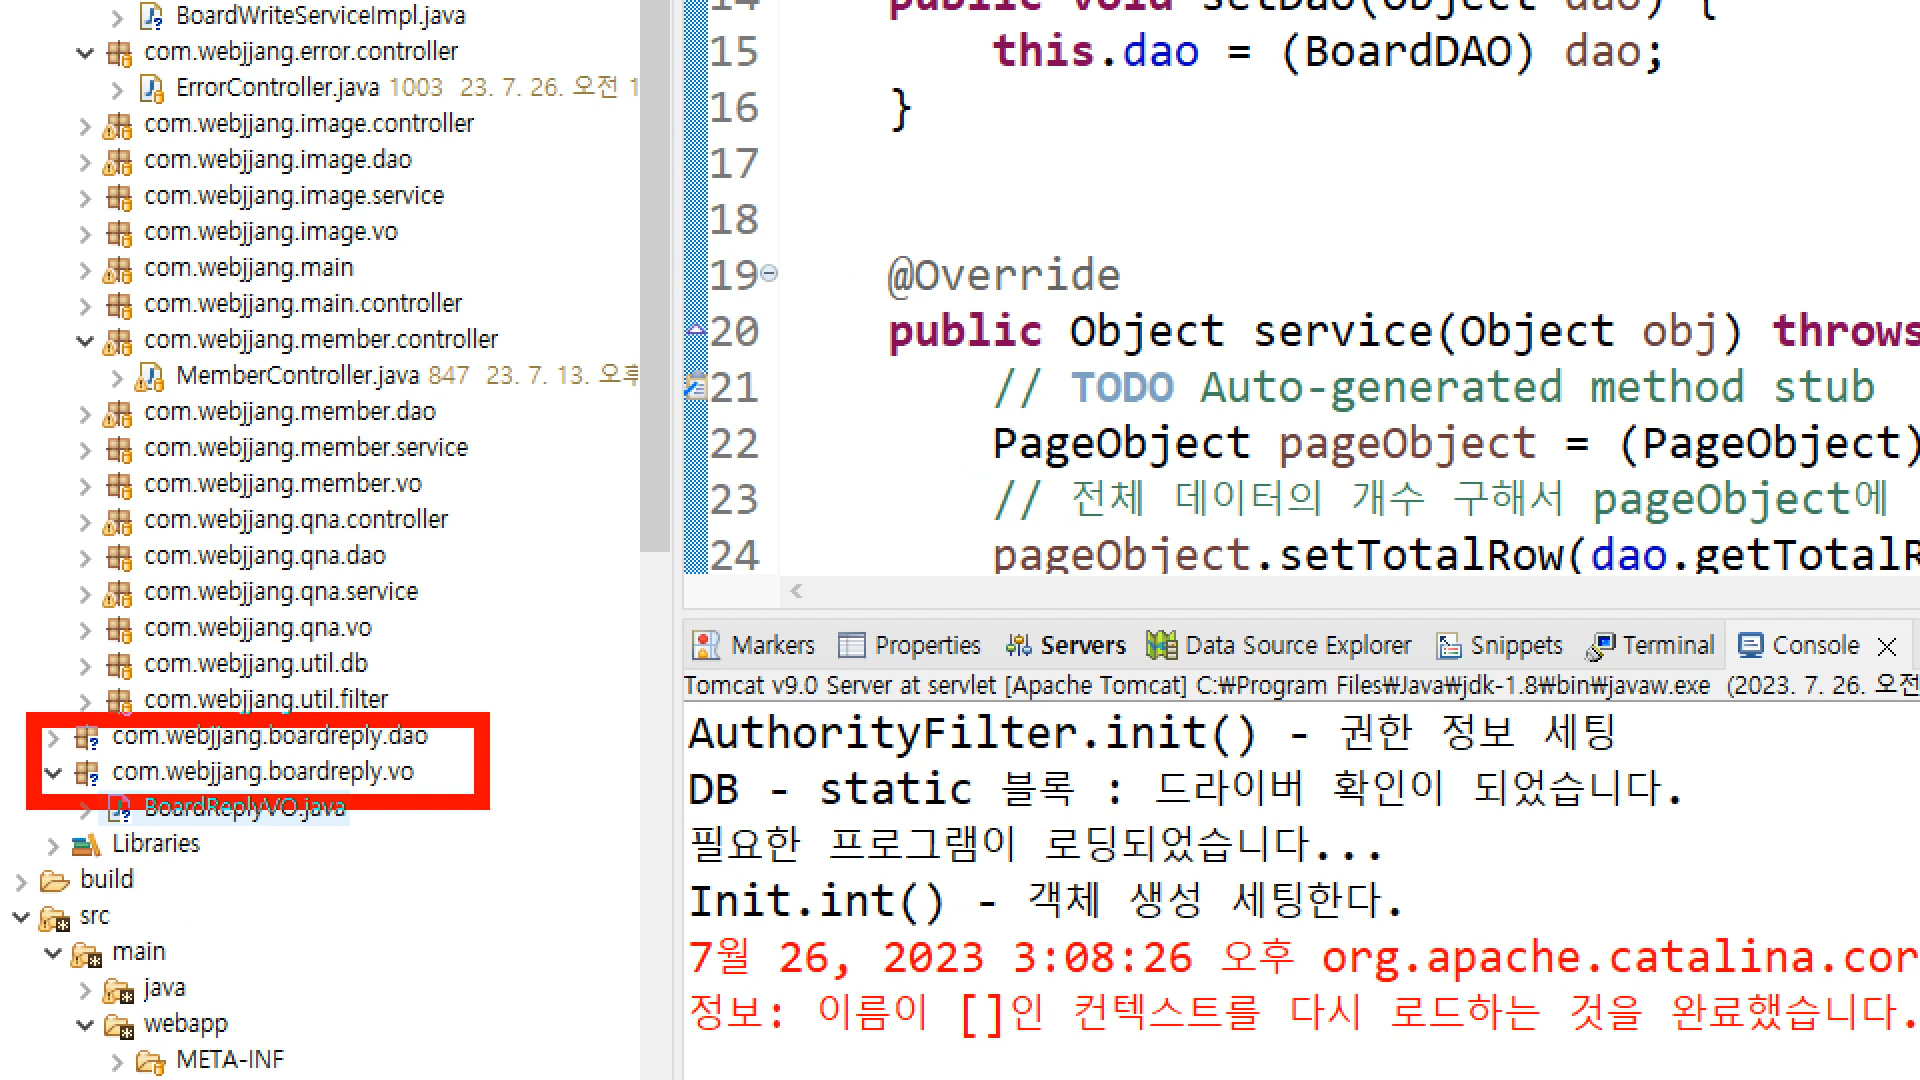 BoardWriteServiceImpl.java
com.webjjang.error.controller
ErrorController.java 1003 23. 7. 26. 오전 1
com.webjjang.image.controller
com.webjjang.image.dao
com.webjjang.image.service
com.webjjang.image.vo
com.webjjang.main
com.webjjang.main.controller
com.webjjang.member.controller
MemberController.java 847 23. 7. 13. 오후
com.webjjang.member.dao
com.webjjang.member.service
com.webjjang.member.vo
com.webjjang.qna.controller
com.webjjang.qna.dao
com.webjjang.qna.service
com.webjjang.qna.vo
com.webjjang.util.db
com.webjjang.util.filter
com.webjjang.boardreply.dao
com.webjjang.boardreply.vo
BoardReplyVO.java
Libraries
build
src
main
java
webapp
META-INF
14 public void setDao(Object dao) {
15 this.dao = (BoardDAO) dao;
16 }
17
18
19 @Override
20 public Object service(Object obj) throws
21 // TODO Auto-generated method stub
22 PageObject pageObject = (PageObject)
23 // 전체 데이터의 개수 구해서 pageObject에
24 pageObject.setTotalRow(dao.getTotalR
Markers Properties Servers Data Source Explorer Snippets Terminal Console
Tomcat v9.0 Server at servlet [Apache Tomcat] C:₩Program Files₩Java₩jdk-1.8₩bin₩javaw.exe (2023. 7. 26. 오전
AuthorityFilter.init() - 권한 정보 세팅
DB - static 블록 : 드라이버 확인이 되었습니다.
필요한 프로그램이 로딩되었습니다...
Init.int() - 객체 생성 세팅한다.
7월 26, 2023 3:08:26 오후 org.apache.catalina.cor
정보: 이름이 []인 컨텍스트를 다시 로드하는 것을 완료했습니다.